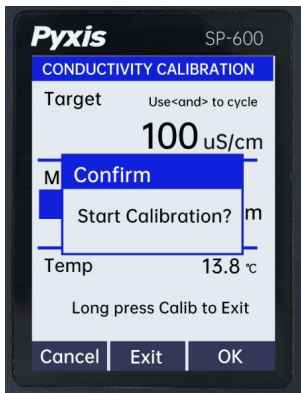 Pyxis SP-600
CONDUCTIVITY CALIBRATION
Target Use<and> to cycle
100 uS/cm
M
Confirm
Start Calibration?
m
Temp 13.8 ℃
Long press Calib to Exit
Cancel Exit OK